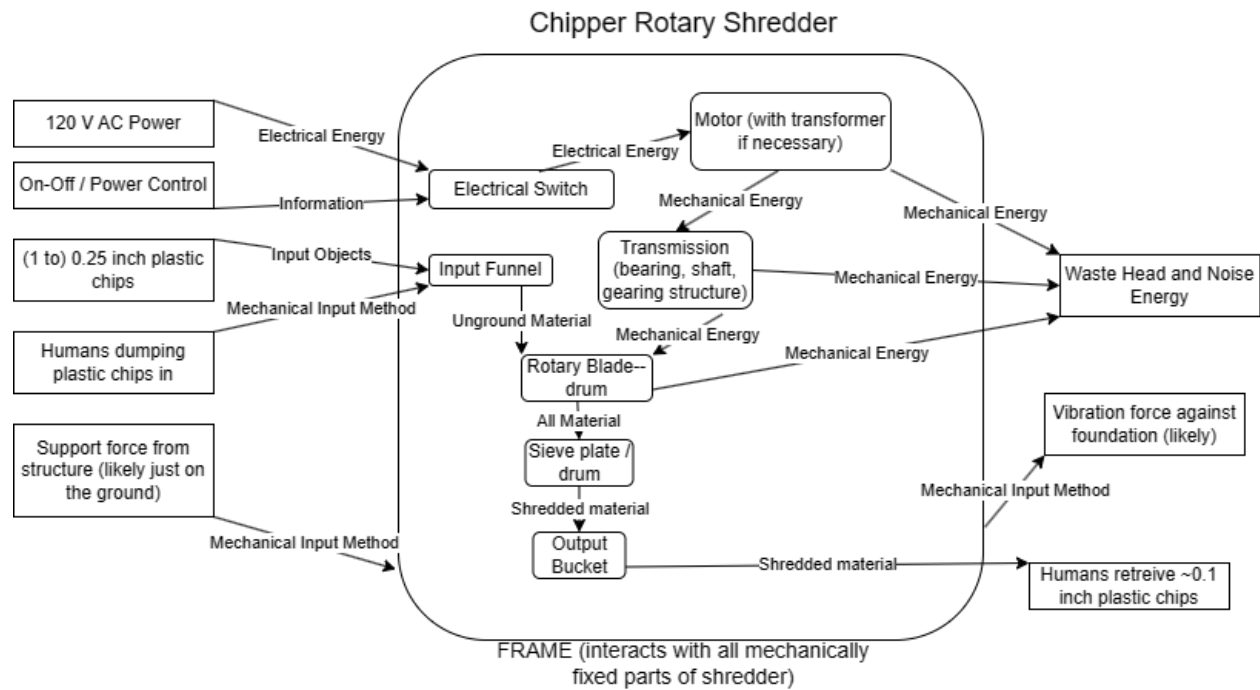 Chipper Rotary Shredder
120 V AC Power
Electrical Energy
On-Off / Power Control
Information
Electrical Switch
Electrical Energy
Motor (with transformer
if necessary)
Mechanical Energy
Mechanical Energy
(1 to) 0.25 inch plastic
chips
Input Objects
Input Funnel
Mechanical Input Method
Humans dumping
plastic chips in
Unground Material
Transmission
(bearing, shaft,
gearing structure)
Mechanical Energy
Mechanical Energy
Mechanical Energy
Waste Head and Noise
Energy
Rotary Blade--
drum
All Material
Sieve plate /
drum
Shredded material
Output
Bucket
Shredded material
Support force from
structure (likely just on
the ground)
Mechanical Input Method
Vibration force against
foundation (likely)
Mechanical Input Method
Humans retreive ~0.1
inch plastic chips
FRAME (interacts with all mechanically
fixed parts of shredder)